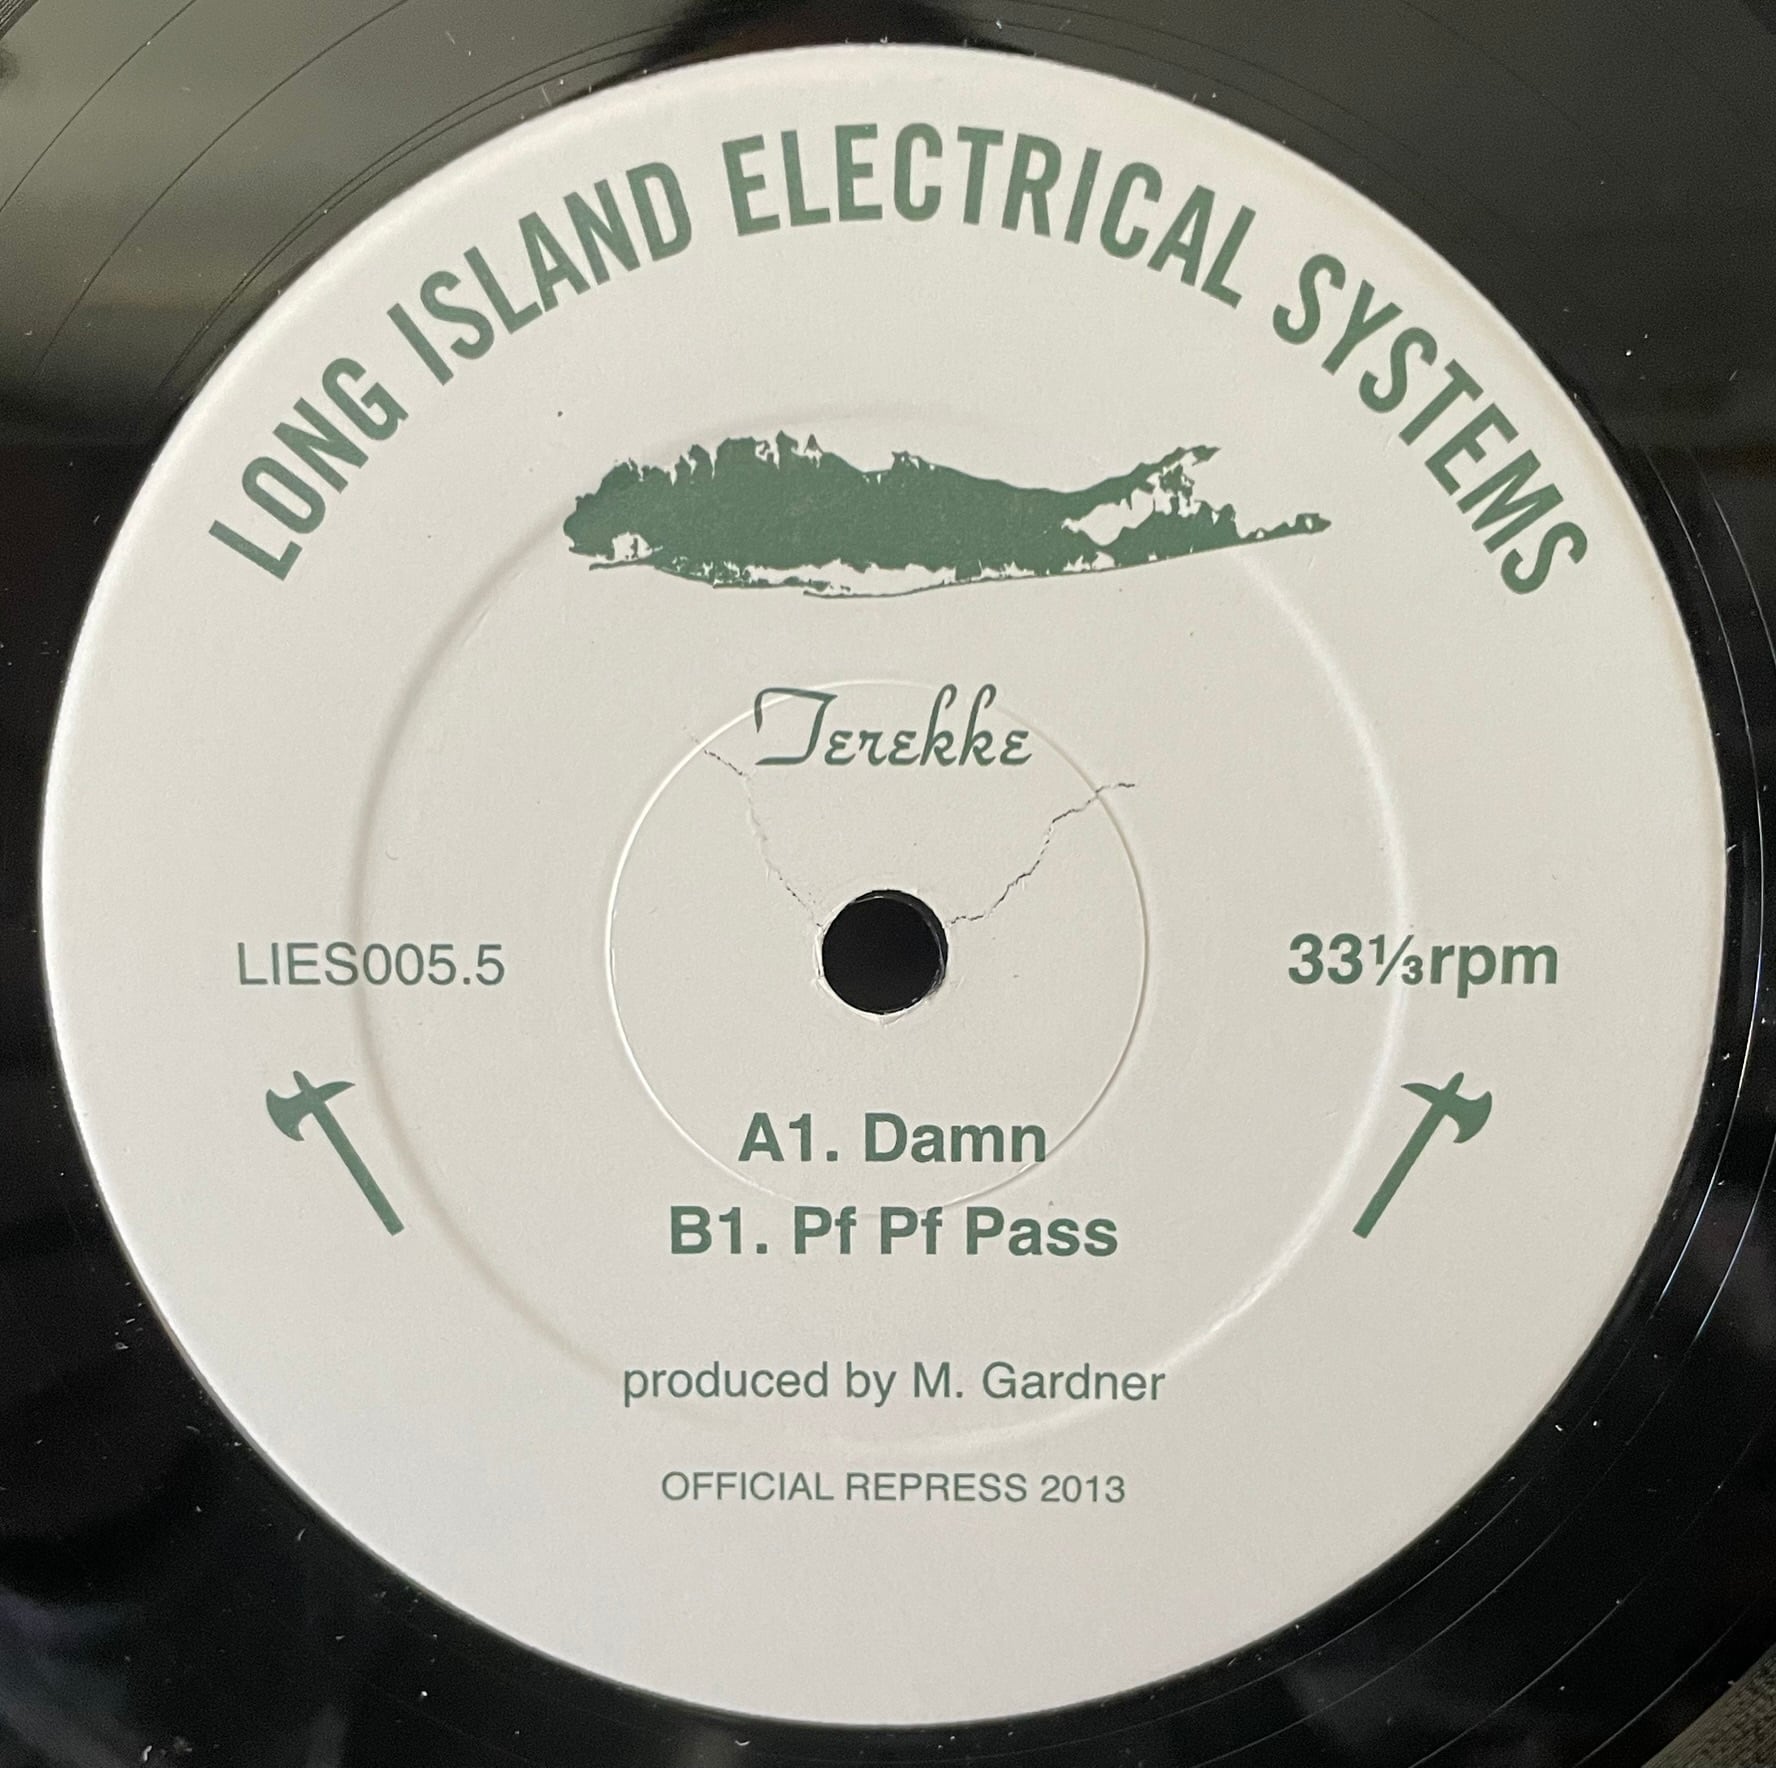 LONG ISLAND ELECTRICAL SYSTEMS
Terekke
LIES005.5
33⅓rpm
A1. Damn
B1. Pf Pf Pass
produced by M. Gardner
OFFICIAL REPRESS 2013